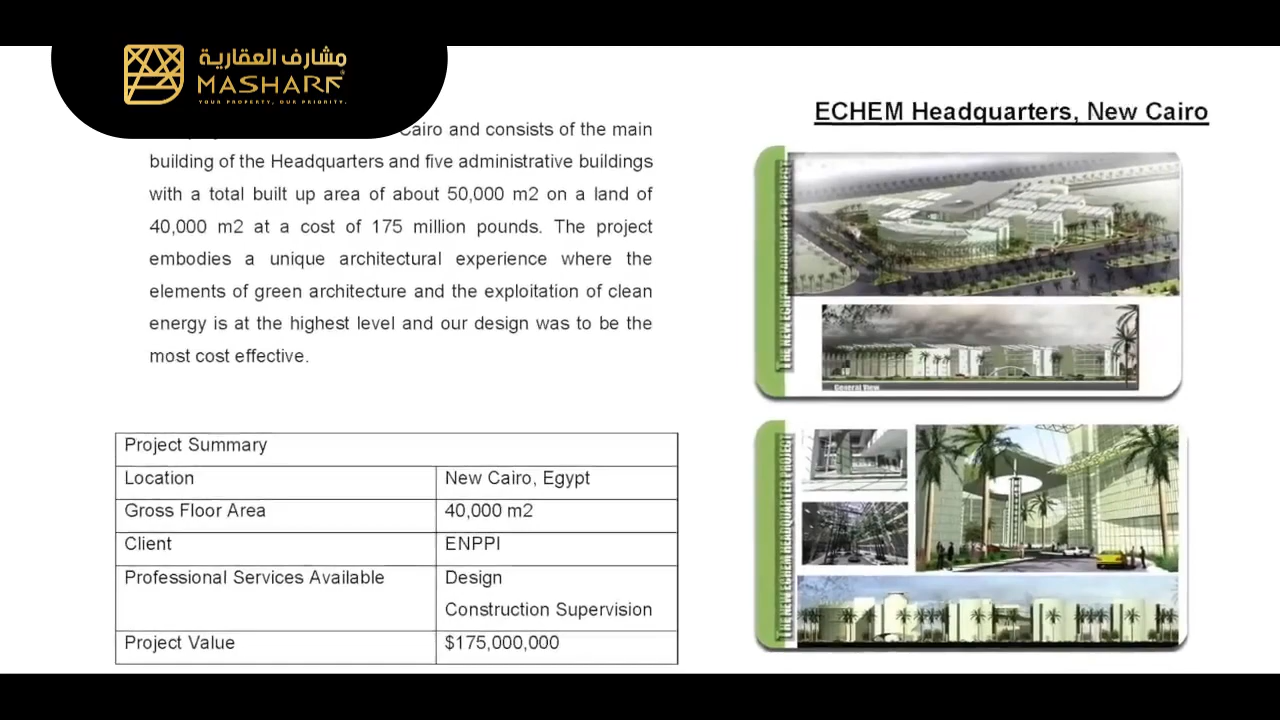 مشارف العقارية
MASHARF
YOUR PROPERTY, OUR PRIORITY.
ECHEM Headquarters, New Cairo
Cairo and consists of the main
building of the Headquarters and five administrative buildings
with a total built up area of about 50,000 m2 on a land of
40,000 m2 at a cost of 175 million pounds. The project
embodies a unique architectural experience where the
elements of green architecture and the exploitation of clean
energy is at the highest level and our design was to be the
most cost effective.
Project Summary
Location New Cairo, Egypt
Gross Floor Area 40,000 m2
Client ENPPI
Professional Services Available Design
Construction Supervision
Project Value $175,000,000
THE NEW ECHEM HEADQUARTER PROJECT
General View
THE NEW ECHEM HEADQUARTER PROJECT